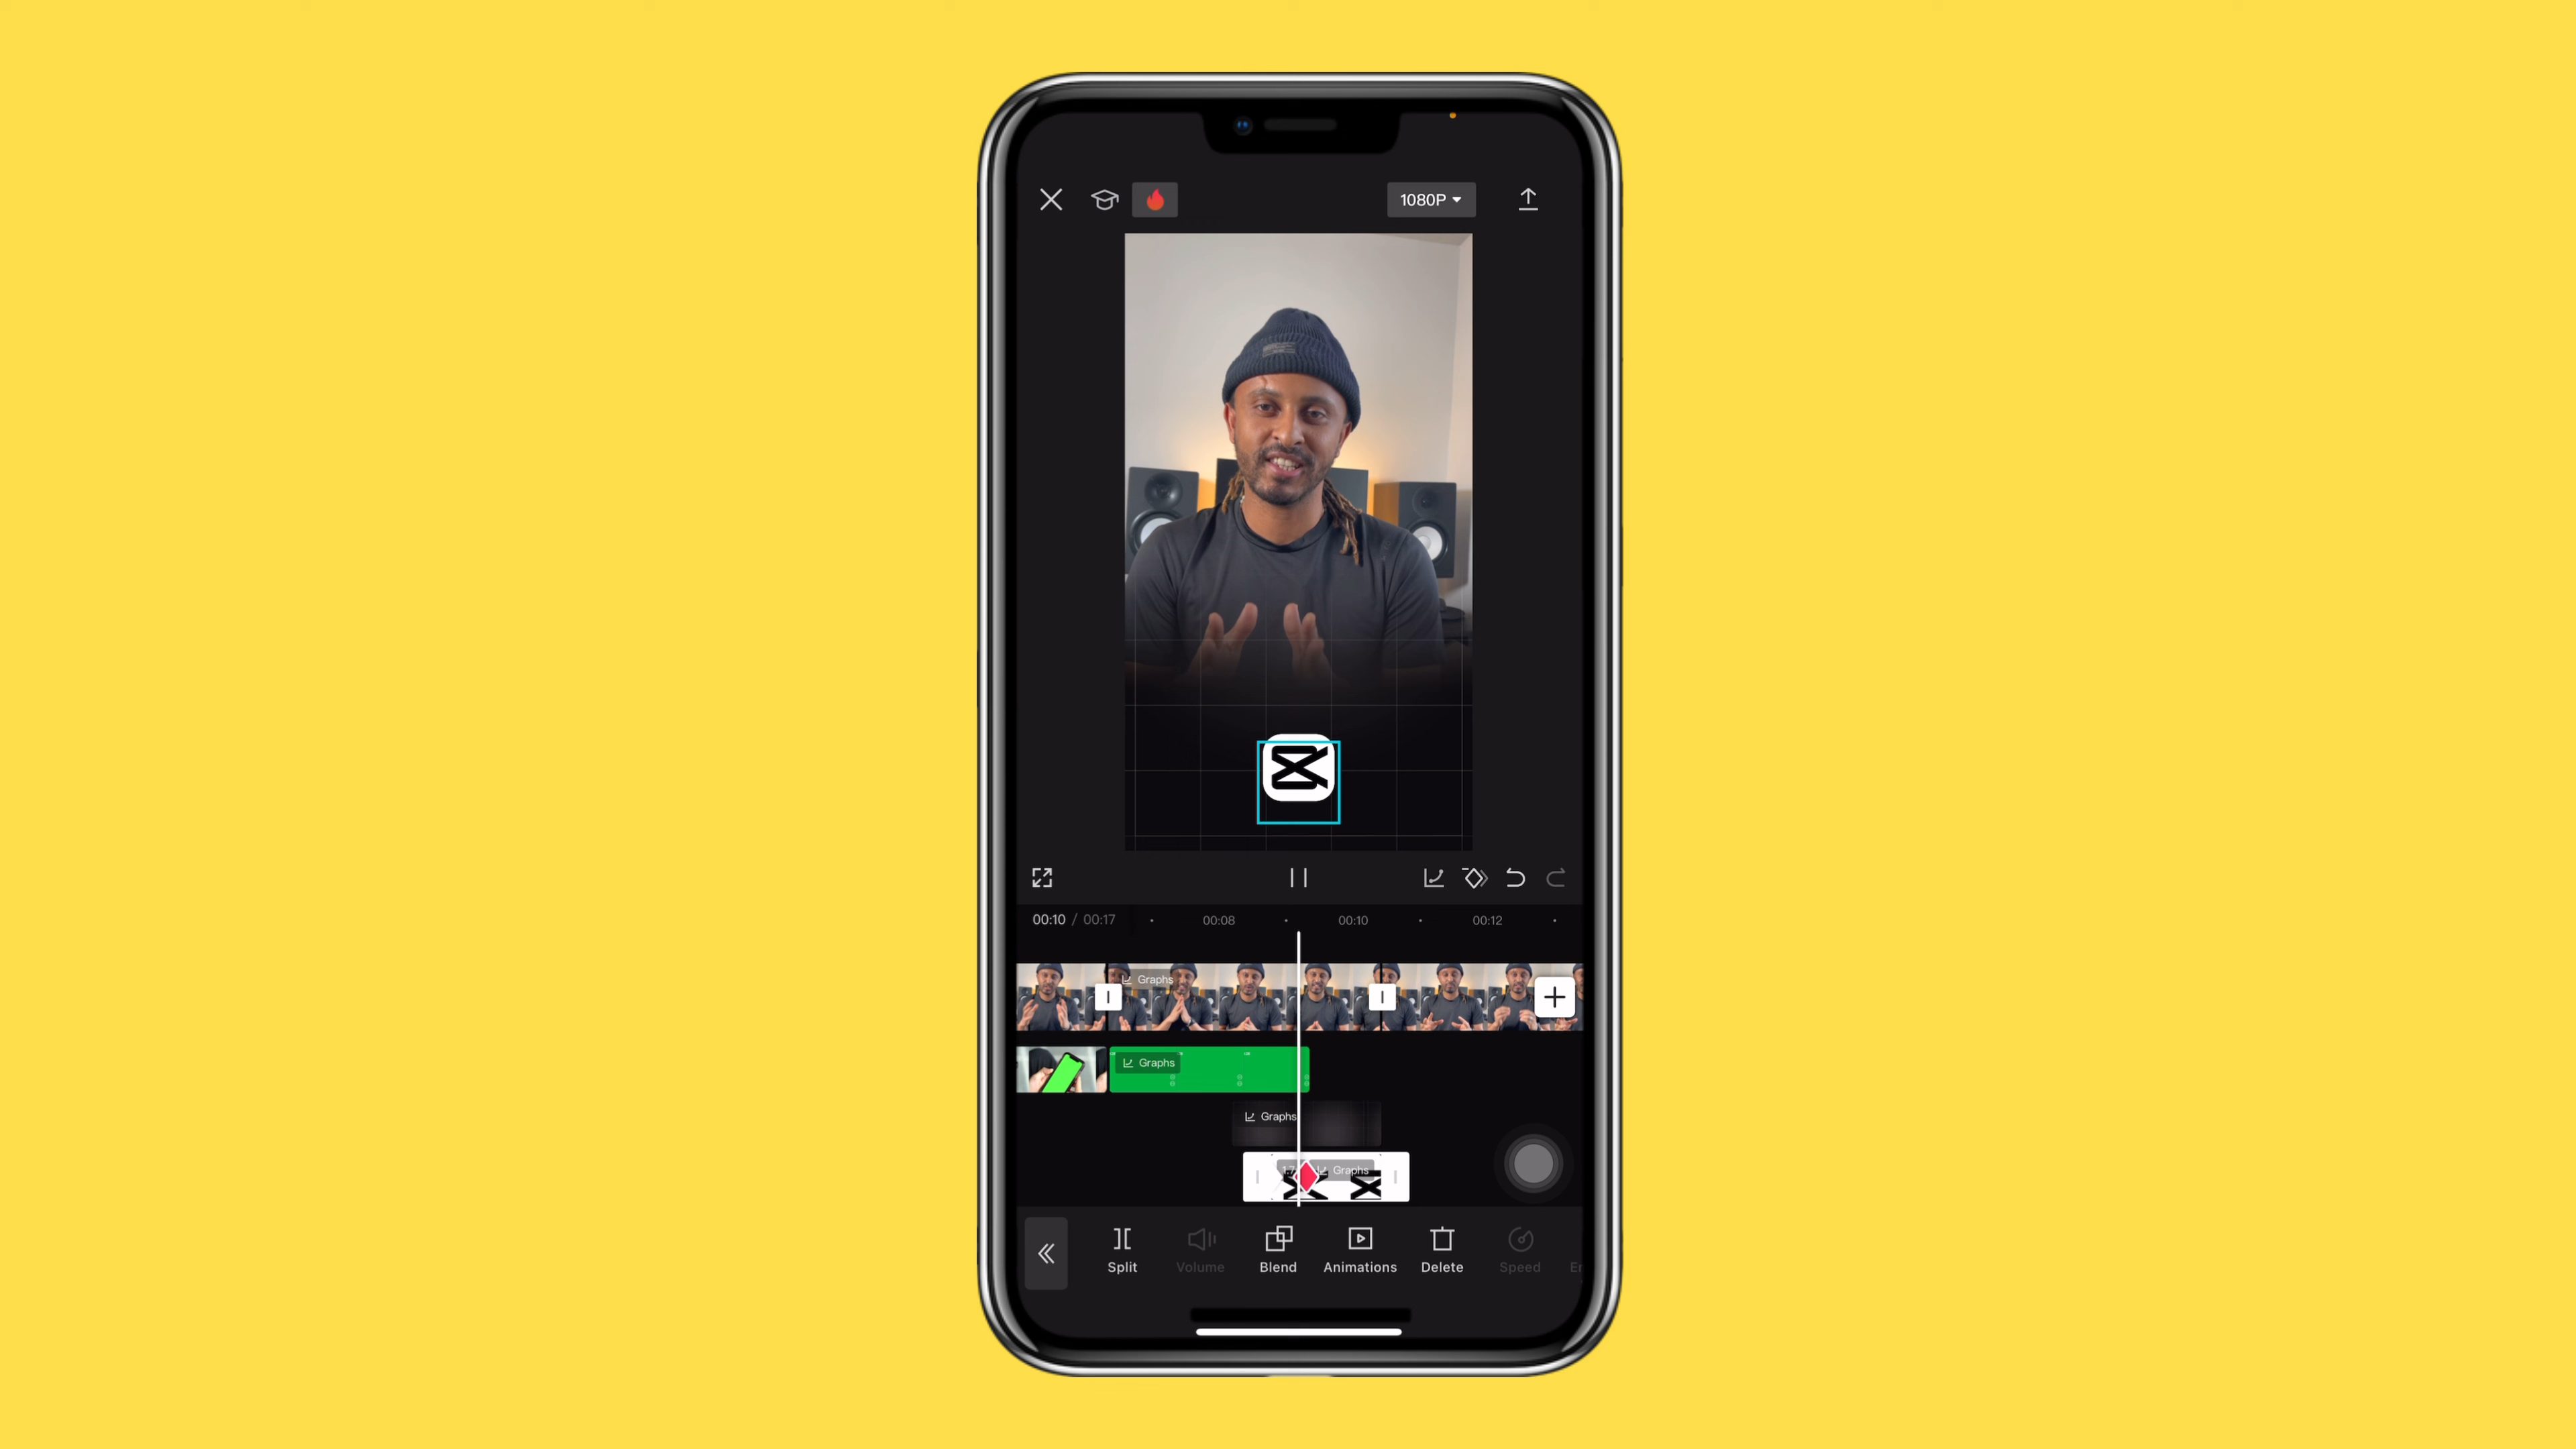 1080P
00:10 / 00:17
00:08
00:10
00:12
Graphs
Graphs
Graphs
Graphs
Split
Volume
Blend
Animations
Delete
Speed